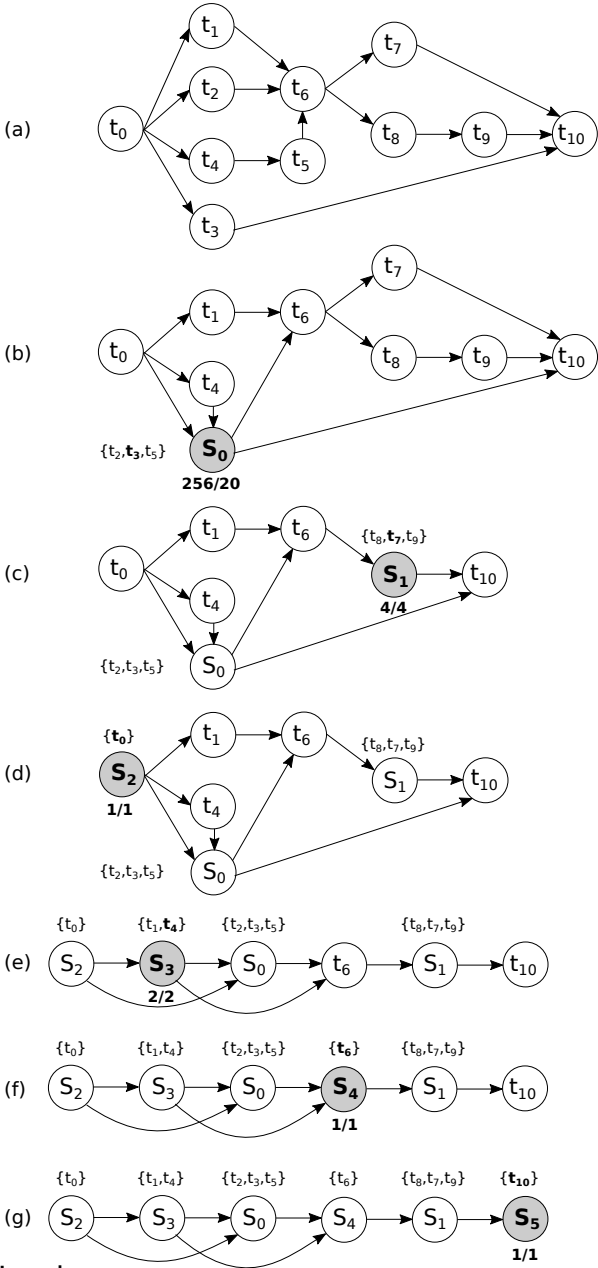 (a)
t0 t1 t2 t4 t3 t6 t5 t7 t8 t9 t10
(b)
t0 t1 t4 S0 t6 t7 t8 t9 t10
{t2,t3,t5}
256/20
(c)
t0 t1 t4 S0 t6 S1 t10
{t8,t7,t9}
4/4
{t2,t3,t5}
(d)
{t0}
S2 t1 t4 S0 t6 S1 t10
{t8,t7,t9}
1/1
{t2,t3,t5}
{t0} {t1,t4} {t2,t3,t5} {t8,t7,t9}
(e) S2 S3 S0 t6 S1 t10
2/2
{t0} {t1,t4} {t2,t3,t5} {t6} {t8,t7,t9}
(f) S2 S3 S0 S4 S1 t10
1/1
{t0} {t1,t4} {t2,t3,t5} {t6} {t8,t7,t9} {t10}
(g) S2 S3 S0 S4 S1 S5
1/1